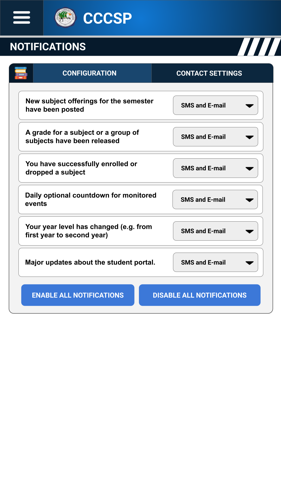 CCCSP
NOTIFICATIONS
CONFIGURATION
CONTACT SETTINGS
New subject offerings for the semester
have been posted
SMS and E-mail
A grade for a subject or a group of
subjects have been released
SMS and E-mail
You have successfully enrolled or
dropped a subject
SMS and E-mail
Daily optional countdown for monitored
events
SMS and E-mail
Your year level has changed (e.g. from
first year to second year)
SMS and E-mail
Major updates about the student portal.
SMS and E-mail
ENABLE ALL NOTIFICATIONS
DISABLE ALL NOTIFICATIONS